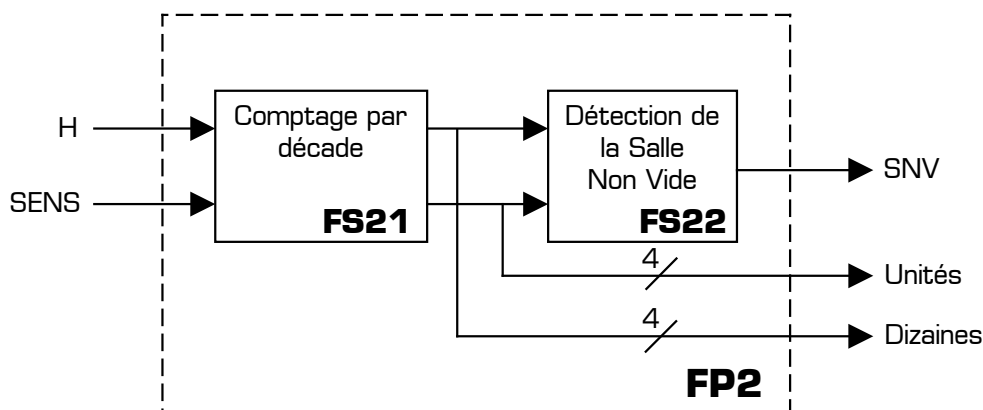 H
SENS
Comptage par
décade
FS21
Détection de
la Salle
Non Vide
FS22
SNV
4
Unités
4
Dizaines
FP2